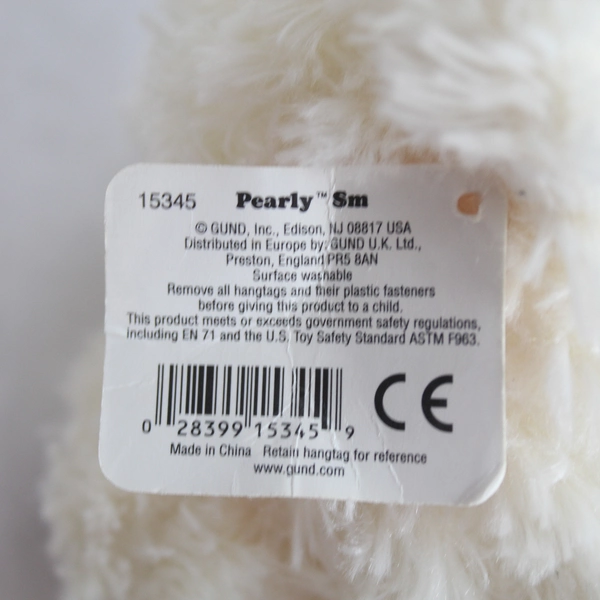 15345 Pearly™ Sm
© GUND, Inc., Edison, NJ 08817 USA
Distributed in Europe by: GUND U.K. Ltd.,
Preston, England PR5 8AN
Surface washable
Remove all hangtags and their plastic fasteners
before giving this product to a child.
This product meets or exceeds government safety regulations,
including EN 71 and the U.S. Toy Safety Standard ASTM F963.
CE
0 28399 15345 9
Made in China Retain hangtag for reference
www.gund.com